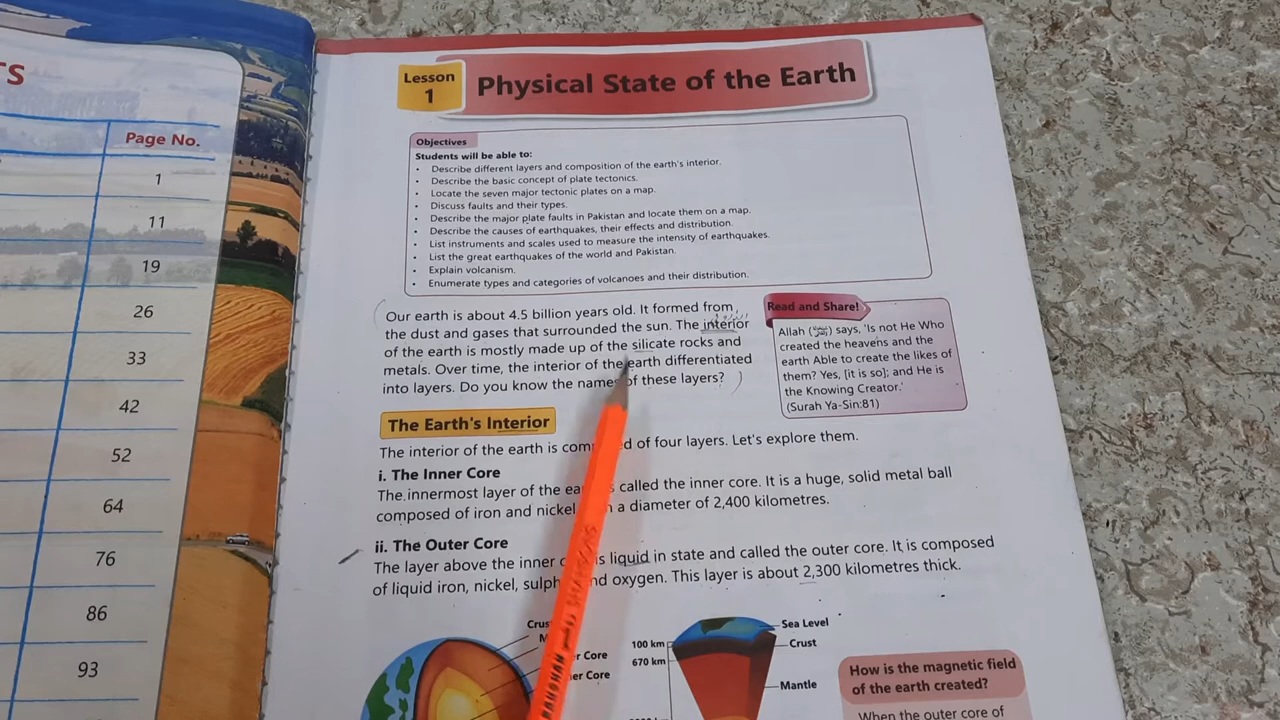 TS
Page No.
1
11
19
26
33
42
52
64
76
86
93
Lesson
1
Physical State of the Earth
Objectives
Students will be able to:
• Describe different layers and composition of the earth's interior.
• Describe the basic concept of plate tectonics.
• Locate the seven major tectonic plates on a map.
• Discuss faults and their types.
• Describe the major plate faults in Pakistan and locate them on a map.
• Describe the causes of earthquakes, their effects and distribution.
• List instruments and scales used to measure the intensity of earthquakes.
• List the great earthquakes of the world and Pakistan.
• Explain volcanism.
• Enumerate types and categories of volcanoes and their distribution.
Our earth is about 4.5 billion years old. It formed from
the dust and gases that surrounded the sun. The interior
of the earth is mostly made up of the silicate rocks and
metals. Over time, the interior of the earth differentiated
into layers. Do you know the names of these layers?
Read and Share!
Allah says, 'Is not He Who
created the heavens and the
earth Able to create the likes of
them? Yes, [it is so]; and He is
the Knowing Creator.'
(Surah Ya-Sin:81)
The Earth's Interior
The interior of the earth is of four layers. Let's explore them.
i. The Inner Core
The innermost layer of the called the inner core. It is a huge, solid metal ball
composed of iron and nickel a diameter of 2,400 kilometres.
ii. The Outer Core
The layer above the inner is liquid in state and called the outer core. It is composed
of liquid iron, nickel, and oxygen. This layer is about 2,300 kilometres thick.
Core
Core
100 km
670 km
Sea Level
Crust
Mantle
How is the magnetic field
of the earth created?
When the outer core of